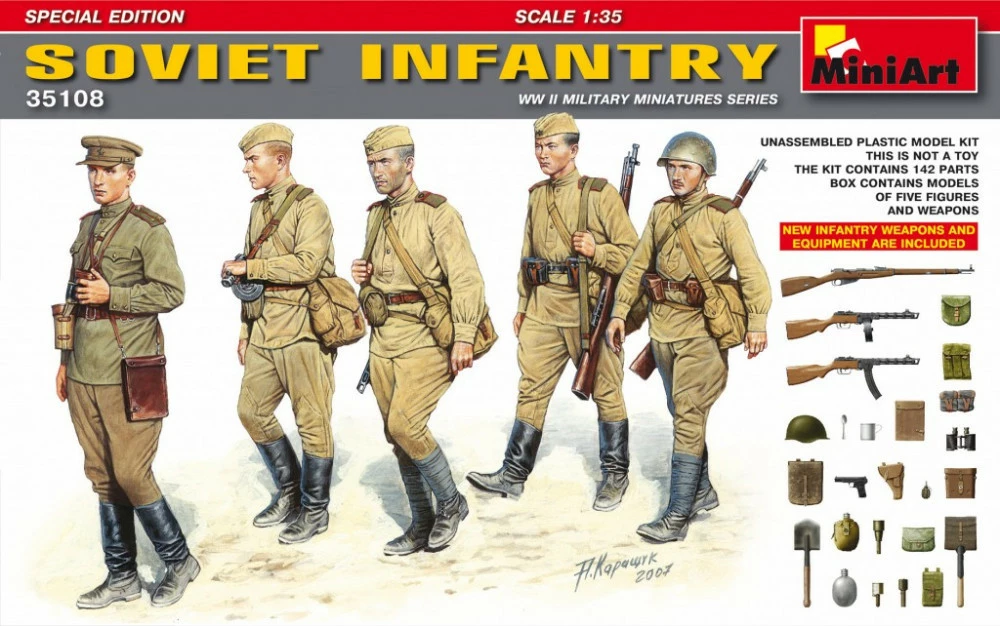 SPECIAL EDITION
SCALE 1:35
SOVIET INFANTRY
MiniArt
35108
WW II MILITARY MINIATURES SERIES
UNASSEMBLED PLASTIC MODEL KIT
THIS IS NOT A TOY
THE KIT CONTAINS 142 PARTS
BOX CONTAINS MODELS
OF FIVE FIGURES
AND WEAPONS
NEW INFANTRY WEAPONS AND
EQUIPMENT ARE INCLUDED
А. Каращук
2007